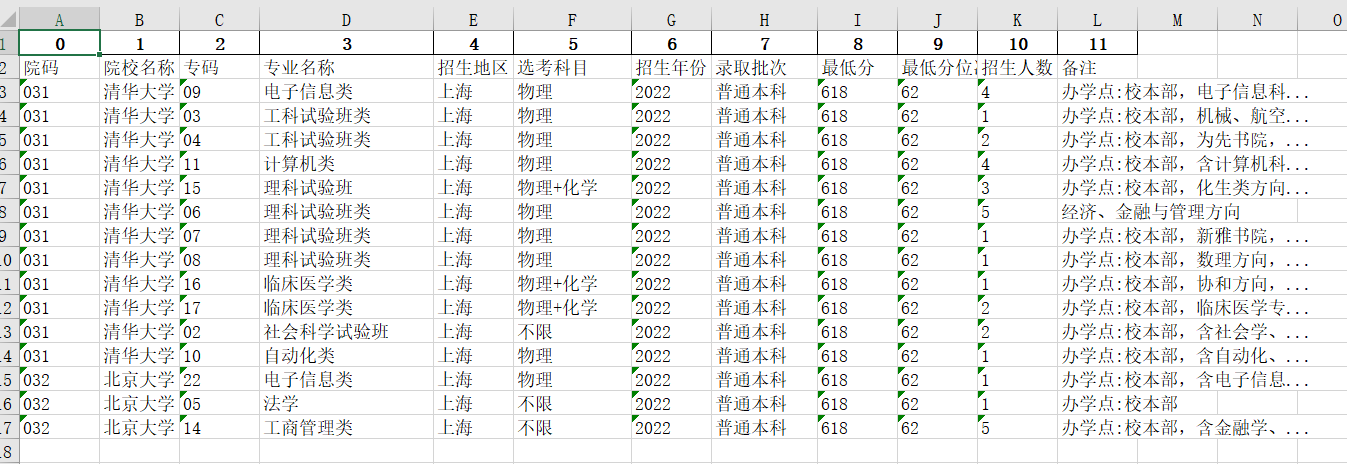 A B C D E F G H I J K L M N O
1 0 1 2 3 4 5 6 7 8 9 10 11
2 院码 院校名称 专码 专业名称 招生地区 选考科目 招生年份 录取批次 最低分 最低分位 招生人数 备注
3 031 清华大学 09 电子信息类 上海 物理 2022 普通本科 618 62 4 办学点:校本部，电子信息科...
4 031 清华大学 03 工科试验班类 上海 物理 2022 普通本科 618 62 1 办学点:校本部，机械、航空...
5 031 清华大学 04 工科试验班类 上海 物理 2022 普通本科 618 62 2 办学点:校本部，为先书院，...
6 031 清华大学 11 计算机类 上海 物理 2022 普通本科 618 62 4 办学点:校本部，含计算机科...
7 031 清华大学 15 理科试验班 上海 物理+化学 2022 普通本科 618 62 3 办学点:校本部，化生类方向...
8 031 清华大学 06 理科试验班类 上海 物理 2022 普通本科 618 62 5 经济、金融与管理方向
9 031 清华大学 07 理科试验班类 上海 物理 2022 普通本科 618 62 1 办学点:校本部，新雅书院，...
10 031 清华大学 08 理科试验班类 上海 物理 2022 普通本科 618 62 1 办学点:校本部，数理方向，...
11 031 清华大学 16 临床医学类 上海 物理+化学 2022 普通本科 618 62 1 办学点:校本部，协和方向，...
12 031 清华大学 17 临床医学类 上海 物理+化学 2022 普通本科 618 62 2 办学点:校本部，临床医学专...
13 031 清华大学 02 社会科学试验班 上海 不限 2022 普通本科 618 62 2 办学点:校本部，含社会学、...
14 031 清华大学 10 自动化类 上海 物理 2022 普通本科 618 62 1 办学点:校本部，含自动化、...
15 032 北京大学 22 电子信息类 上海 物理 2022 普通本科 618 62 1 办学点:校本部，含电子信息...
16 032 北京大学 05 法学 上海 不限 2022 普通本科 618 62 1 办学点:校本部
17 032 北京大学 14 工商管理类 上海 不限 2022 普通本科 618 62 5 办学点:校本部，含金融学、...
18